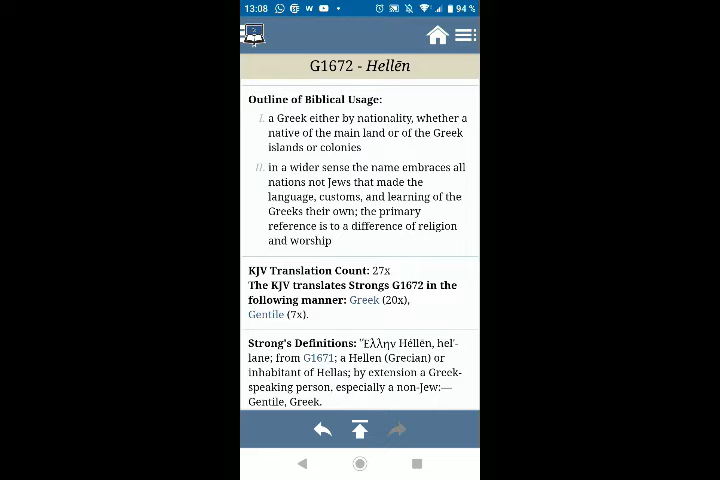 13:08 W 94 %
G1672 - Hellēn
Outline of Biblical Usage:
I. a Greek either by nationality, whether a
native of the main land or of the Greek
islands or colonies
II. in a wider sense the name embraces all
nations not Jews that made the
language, customs, and learning of the
Greeks their own; the primary
reference is to a difference of religion
and worship
KJV Translation Count: 27x
The KJV translates Strongs G1672 in the
following manner: Greek (20x),
Gentile (7x).
Strong's Definitions: Ἕλλην Héllēn, hel'-
lane; from G1671; a Hellen (Grecian) or
inhabitant of Hellas; by extension a Greek-
speaking person, especially a non-Jew:—
Gentile, Greek.